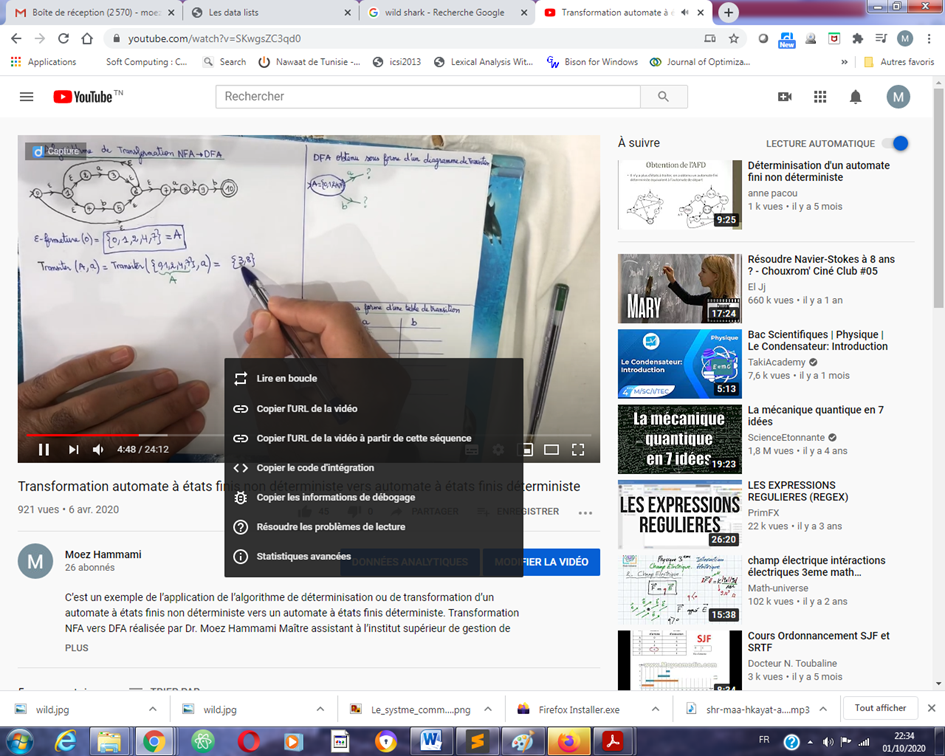 Boîte de réception (2 570) - moez
Les data lists
wild shark - Recherche Google
Transformation automate à é
youtube.com/watch?v=SKwgsZC3qd0
New
M
Applications
Soft Computing : C...
Search
Nawaat de Tunisie -...
icsi2013
Lexical Analysis Wit...
Bison for Windows
Journal of Optimiza...
»
Autres favoris
YouTube TN
Rechercher
M
Capture
de Transformation NFA→DFA
DFA obtenu sous forme d'un diagramme de transition
ε-fermeture (0) = {0,1,2,4,7} = A
Transiter (A, a) = Transiter ({0,1,2,4,7}, a) = {3,8}
A
forme d'une table de transition
a b
Lire en boucle
Copier l'URL de la vidéo
Copier l'URL de la vidéo à partir de cette séquence
Copier le code d'intégration
Copier les informations de débogage
Résoudre les problèmes de lecture
Statistiques avancées
4:48 / 24:12
Transformation automate à états finis non déterministe vers automate à états finis déterministe
921 vues • 6 avr. 2020
PARTAGER
ENREGISTRER
M
Moez Hammami
26 abonnés
DONNÉES ANALYTIQUES
MODIFIER LA VIDÉO
C'est un exemple de l'application de l'algorithme de déterminisation ou de transformation d'un
automate à états finis non déterministe vers un automate à états finis déterministe. Transformation
NFA vers DFA réalisée par Dr. Moez Hammami Maître assistant à l'institut supérieur de gestion de
PLUS
TRIER PAR
À suivre
LECTURE AUTOMATIQUE
Obtention de l'AFD
9:25
Déterminisation d'un automate
fini non déterministe
anne pacou
1 k vues • il y a 5 mois
MARY
17:24
Résoudre Navier-Stokes à 8 ans
? - Chouxrom' Ciné Club #05
El Jj
660 k vues • il y a 1 an
Physique
Le Condensateur:
Introduction
4-M/SC/I/TEC
5:13
Bac Scientifiques | Physique |
Le Condensateur: Introduction
TakiAcademy
7,6 k vues • il y a 1 mois
La mécanique
quantique
en 7 idées
19:23
La mécanique quantique en 7
idées
ScienceEtonnante
1,8 M vues • il y a 4 ans
LES EXPRESSIONS
REGULIERES
26:20
LES EXPRESSIONS
REGULIERES (REGEX)
PrimFX
22 k vues • il y a 3 ans
15:38
champ électrique intéractions
électriques 3eme math...
Math-universe
102 k vues • il y a 2 ans
SJF
8:34
Cours Ordonnancement SJF et
SRTF
Docteur N. Toubaline
3 k vues • il y a 5 mois
wild.jpg
wild.jpg
Le_systme_comm....png
Firefox Installer.exe
shr-maa-hkayat-a....mp3
Tout afficher
FR
22:34
01/10/2020